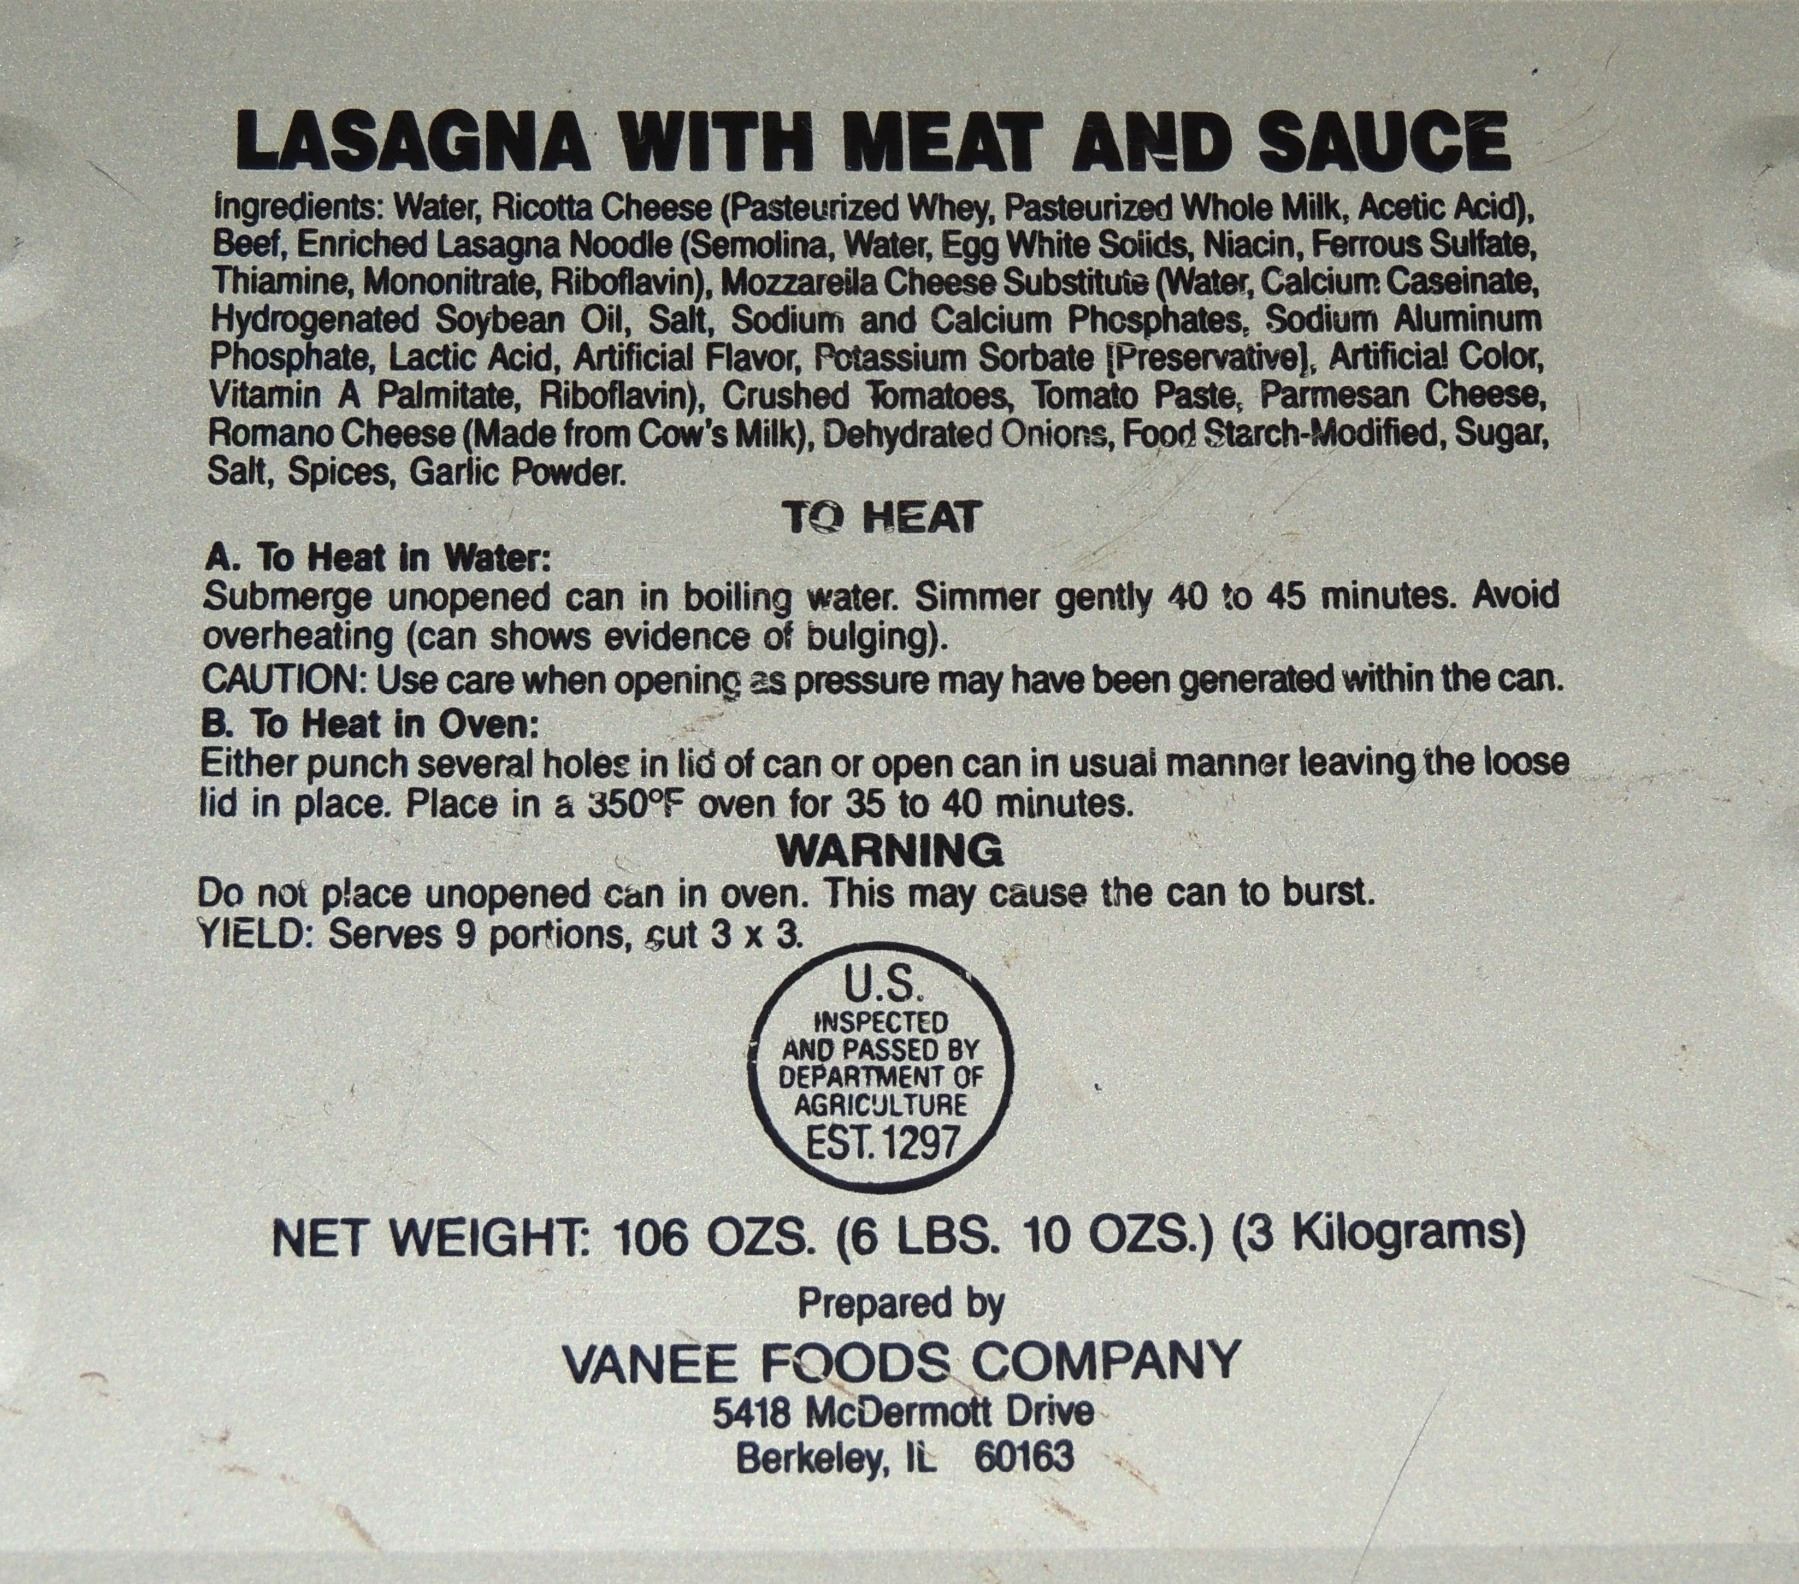 LASAGNA WITH MEAT AND SAUCE
Ingredients: Water, Ricotta Cheese (Pasteurized Whey, Pasteurized Whole Milk, Acetic Acid),
Beef, Enriched Lasagna Noodle (Semolina, Water, Egg White Solids, Niacin, Ferrous Sulfate,
Thiamine, Mononitrate, Riboflavin), Mozzarella Cheese Substitute (Water, Calcium Caseinate,
Hydrogenated Soybean Oil, Salt, Sodium and Calcium Phosphates, Sodium Aluminum
Phosphate, Lactic Acid, Artificial Flavor, Potassium Sorbate [Preservative], Artificial Color,
Vitamin A Palmitate, Riboflavin), Crushed Tomatoes, Tomato Paste, Parmesan Cheese,
Romano Cheese (Made from Cow's Milk), Dehydrated Onions, Food Starch-Modified, Sugar,
Salt, Spices, Garlic Powder.
TO HEAT
A. To Heat in Water:
Submerge unopened can in boiling water. Simmer gently 40 to 45 minutes. Avoid
overheating (can shows evidence of bulging).
CAUTION: Use care when opening as pressure may have been generated within the can.
B. To Heat in Oven:
Either punch several holes in lid of can or open can in usual manner leaving the loose
lid in place. Place in a 350°F oven for 35 to 40 minutes.
WARNING
Do not place unopened can in oven. This may cause the can to burst.
YIELD: Serves 9 portions, cut 3 x 3.
U.S.
INSPECTED
AND PASSED BY
DEPARTMENT OF
AGRICULTURE
EST. 1297
NET WEIGHT: 106 OZS. (6 LBS. 10 OZS.) (3 Kilograms)
Prepared by
VANEE FOODS COMPANY
5418 McDermott Drive
Berkeley, IL 60163